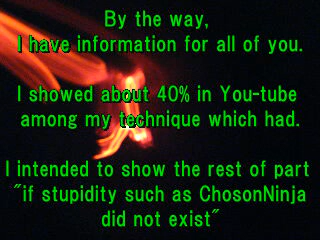 By the way,
I have information for all of you.
I showed about 40% in You-tube
among my technique which had.
I intended to show the rest of part
"if stupidity such as ChosonNinja
did not exist"